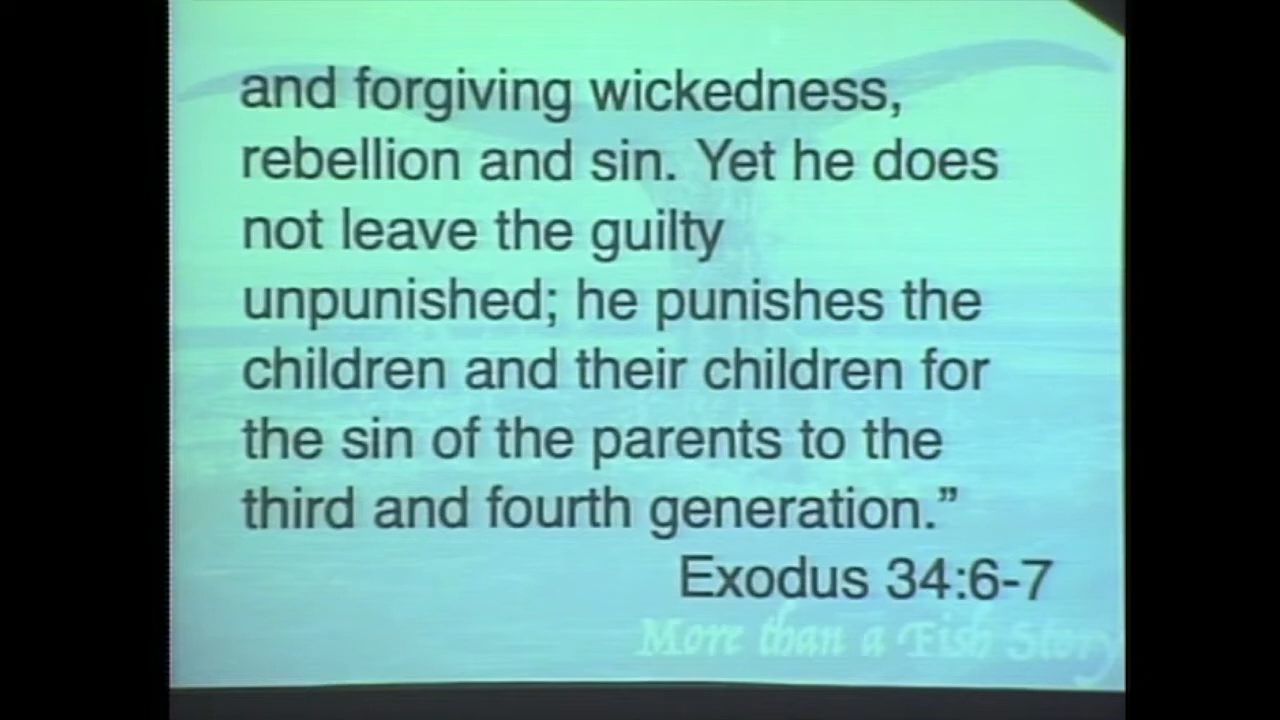 and forgiving wickedness,
rebellion and sin. Yet he does
not leave the guilty
unpunished; he punishes the
children and their children for
the sin of the parents to the
third and fourth generation.”
Exodus 34:6-7
More than a Fish Story